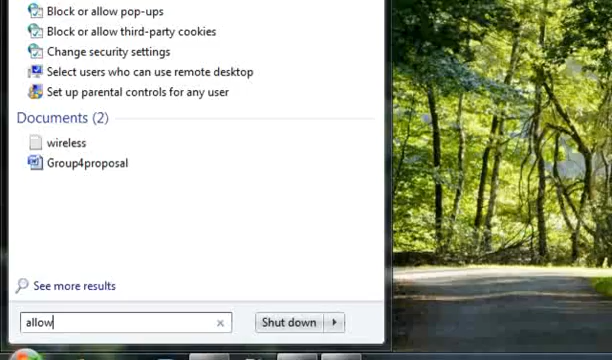 Block or allow pop-ups
Block or allow third-party cookies
Change security settings
Select users who can use remote desktop
Set up parental controls for any user
Documents (2)
wireless
Group4proposal
See more results
allow
Shut down